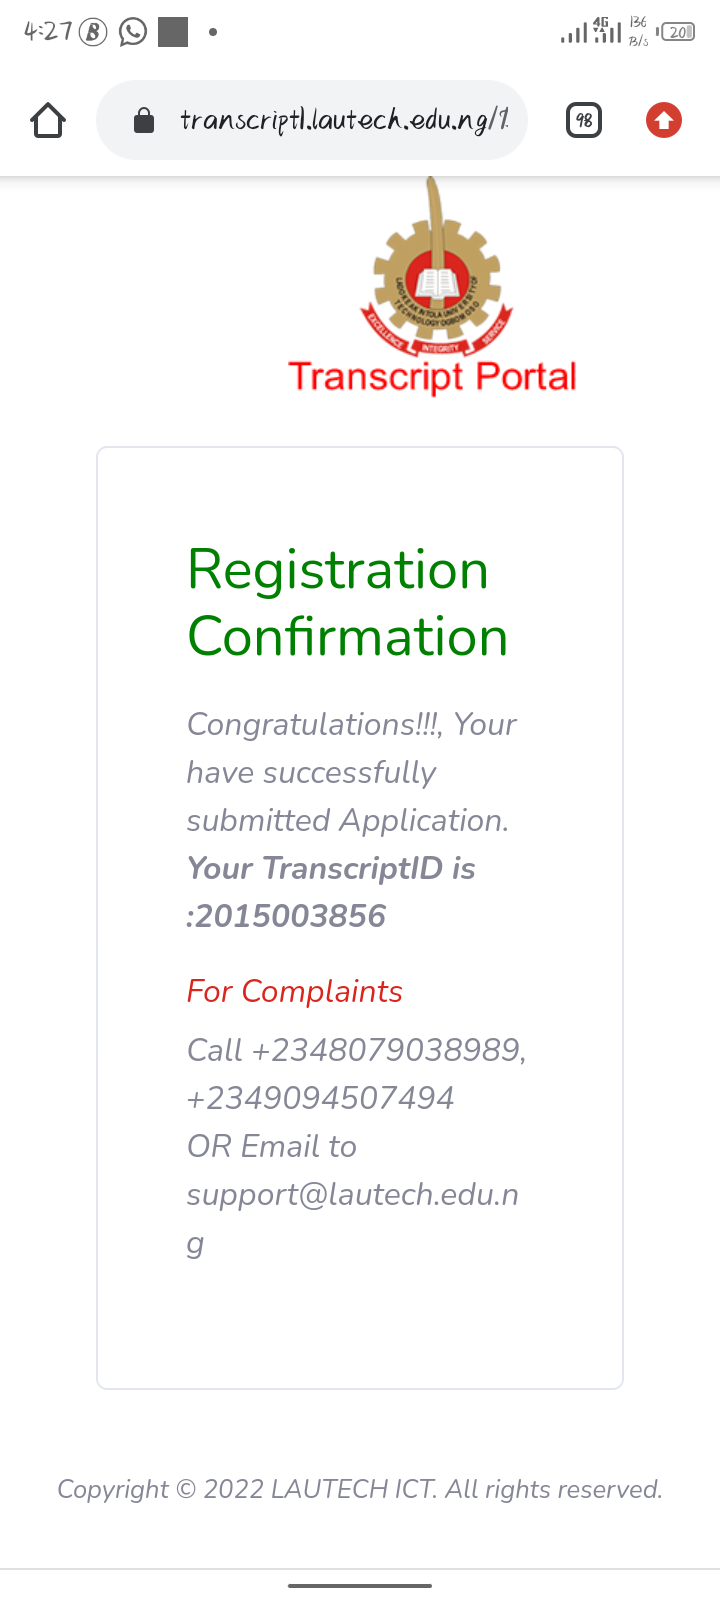 4:27 B 4G 136 B/s 20
transcript1.lautech.edu.ng/1 98
LADOKE AKINTOLA UNIVERSITY OF
TECHNOLOGY OGBOMOSO
EXCELLENCE INTEGRITY SERVICE
Transcript Portal
Registration
Confirmation
Congratulations!!!, Your
have successfully
submitted Application.
Your TranscriptID is
:2015003856
For Complaints
Call +2348079038989,
+2349094507494
OR Email to
support@lautech.edu.n
g
Copyright © 2022 LAUTECH ICT. All rights reserved.